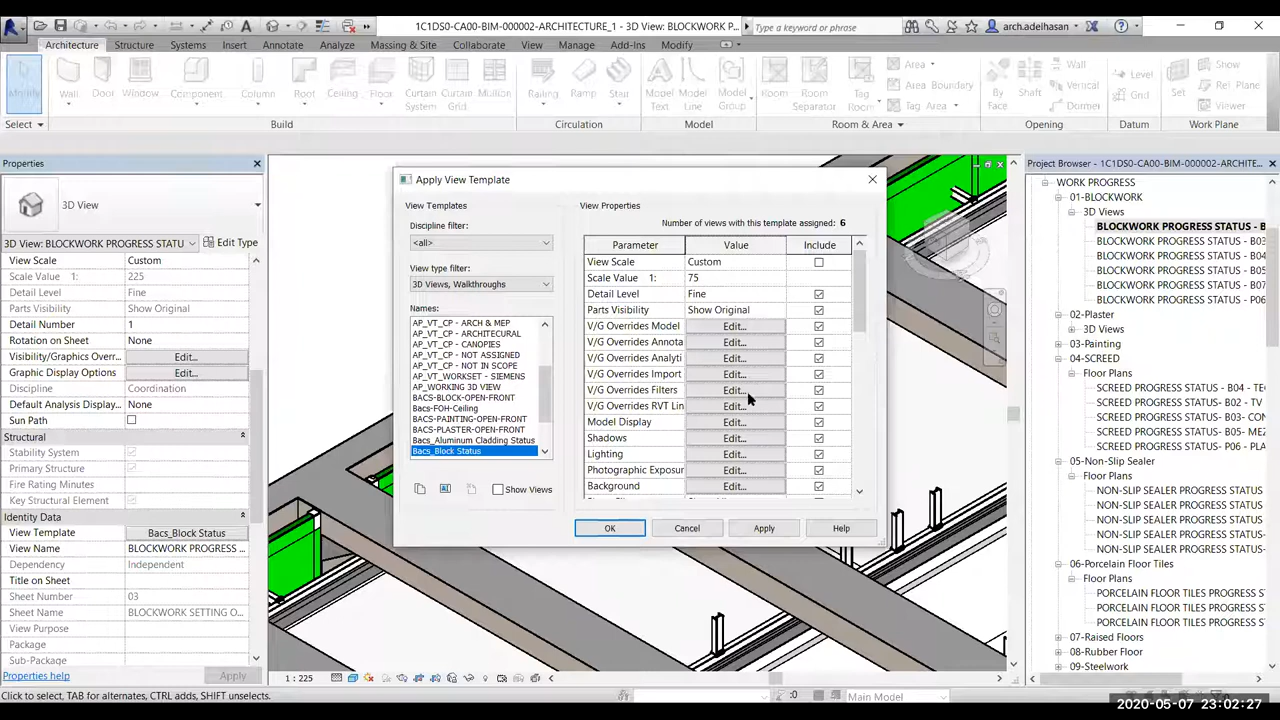 1C1DS0-CA00-BIM-000002-ARCHITECTURE_1 - 3D View: BLOCKWORK P...
Type a keyword or phrase
arch.adelhasan
Architecture Structure Systems Insert Annotate Analyze Massing & Site Collaborate View Manage Add-Ins Modify
Modify
Wall
Door
Window
Component
Column
Roof
Ceiling
Floor
Curtain System
Curtain Grid
Mullion
Railing
Ramp
Stair
Model Text
Model Line
Model Group
Room
Room Separator
Tag Room
Area
Area Boundary
Tag Area
By Face
Shaft
Wall
Vertical
Dormer
Level
Grid
Set
Show
Ref Plane
Viewer
Select
Build
Circulation
Model
Room & Area
Opening
Datum
Work Plane
Properties
3D View
3D View: BLOCKWORK PROGRESS STATU
Edit Type
View Scale Custom
Scale Value 1: 225
Detail Level Fine
Parts Visibility Show Original
Detail Number 1
Rotation on Sheet None
Visibility/Graphics Overr... Edit...
Graphic Display Options Edit...
Discipline Coordination
Default Analysis Display... None
Sun Path
Structural
Stability System
Primary Structure
Fire Rating Minutes
Key Structural Element
Identity Data
View Template Bacs_Block Status
View Name BLOCKWORK PROGRESS ...
Dependency Independent
Title on Sheet
Sheet Number 03
Sheet Name BLOCKWORK SETTING O...
View Purpose
Package
Sub-Package
Properties help
Apply
Apply View Template
View Templates
Discipline filter:
<all>
View type filter:
3D Views, Walkthroughs
Names:
AP_VT_CP - ARCH & MEP
AP_VT_CP - ARCHITECURAL
AP_VT_CP - CANOPIES
AP_VT_CP - NOT ASSIGNED
AP_VT_CP - NOT IN SCOPE
AP_VT_WORKSET - SIEMENS
AP_WORKING 3D VIEW
BACS-BLOCK-OPEN-FRONT
Bacs-FOH-Ceiling
BACS-PAINTING-OPEN-FRONT
BACS-PLASTER-OPEN-FRONT
Bacs_Aluminum Cladding Status
Bacs_Block Status
Show Views
View Properties
Number of views with this template assigned: 6
Parameter Value Include
View Scale Custom
Scale Value 1: 75
Detail Level Fine
Parts Visibility Show Original
V/G Overrides Model Edit...
V/G Overrides Annota Edit...
V/G Overrides Analyti Edit...
V/G Overrides Import Edit...
V/G Overrides Filters Edit...
V/G Overrides RVT Lin Edit...
Model Display Edit...
Shadows Edit...
Lighting Edit...
Photographic Exposur Edit...
Background Edit...
OK Cancel Apply Help
Project Browser - 1C1DS0-CA00-BIM-000002-ARCHITE...
WORK PROGRESS
01-BLOCKWORK
3D Views
BLOCKWORK PROGRESS STATUS - B
BLOCKWORK PROGRESS STATUS - B03
BLOCKWORK PROGRESS STATUS - B04
BLOCKWORK PROGRESS STATUS - B05
BLOCKWORK PROGRESS STATUS - B07
BLOCKWORK PROGRESS STATUS - P06
02-Plaster
3D Views
03-Painting
04-SCREED
Floor Plans
SCREED PROGRESS STATUS - B04 - TEC
SCREED PROGRESS STATUS- B02 - TVF
SCREED PROGRESS STATUS- B03- CON
SCREED PROGRESS STATUS- B05 - MEZ
SCREED PROGRESS STATUS- P06 - PLA
05-Non-Slip Sealer
Floor Plans
NON-SLIP SEALER PROGRESS STATUS
NON-SLIP SEALER PROGRESS STATUS-
NON-SLIP SEALER PROGRESS STATUS-
NON-SLIP SEALER PROGRESS STATUS-
NON-SLIP SEALER PROGRESS STATUS-
06-Porcelain Floor Tiles
Floor Plans
PORCELAIN FLOOR TILES PROGRESS S
PORCELAIN FLOOR TILES PROGRESS S
PORCELAIN FLOOR TILES PROGRESS S
07-Raised Floors
08-Rubber Floor
09-Steelwork
1 : 225
Click to select, TAB for alternates, CTRL adds, SHIFT unselects.
:0
Main Model
2020-05-07 23:02:27